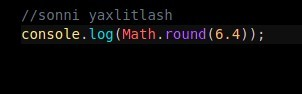 //sonni yaxlitlash
console.log(Math.round(6.4));